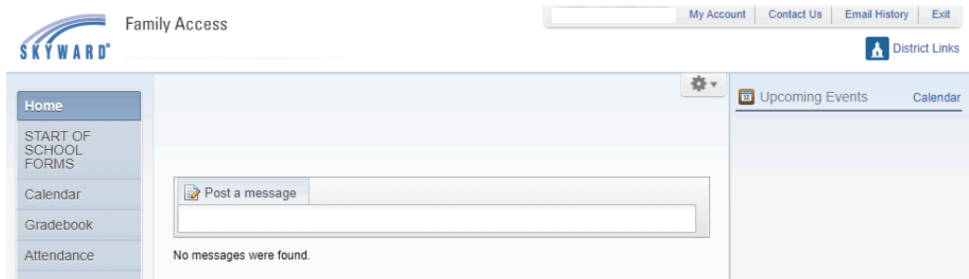 SKYWARD®
Family Access
My Account Contact Us Email History Exit
District Links
Home
START OF
SCHOOL
FORMS
Calendar
Gradebook
Attendance
Post a message
No messages were found.
Upcoming Events Calendar